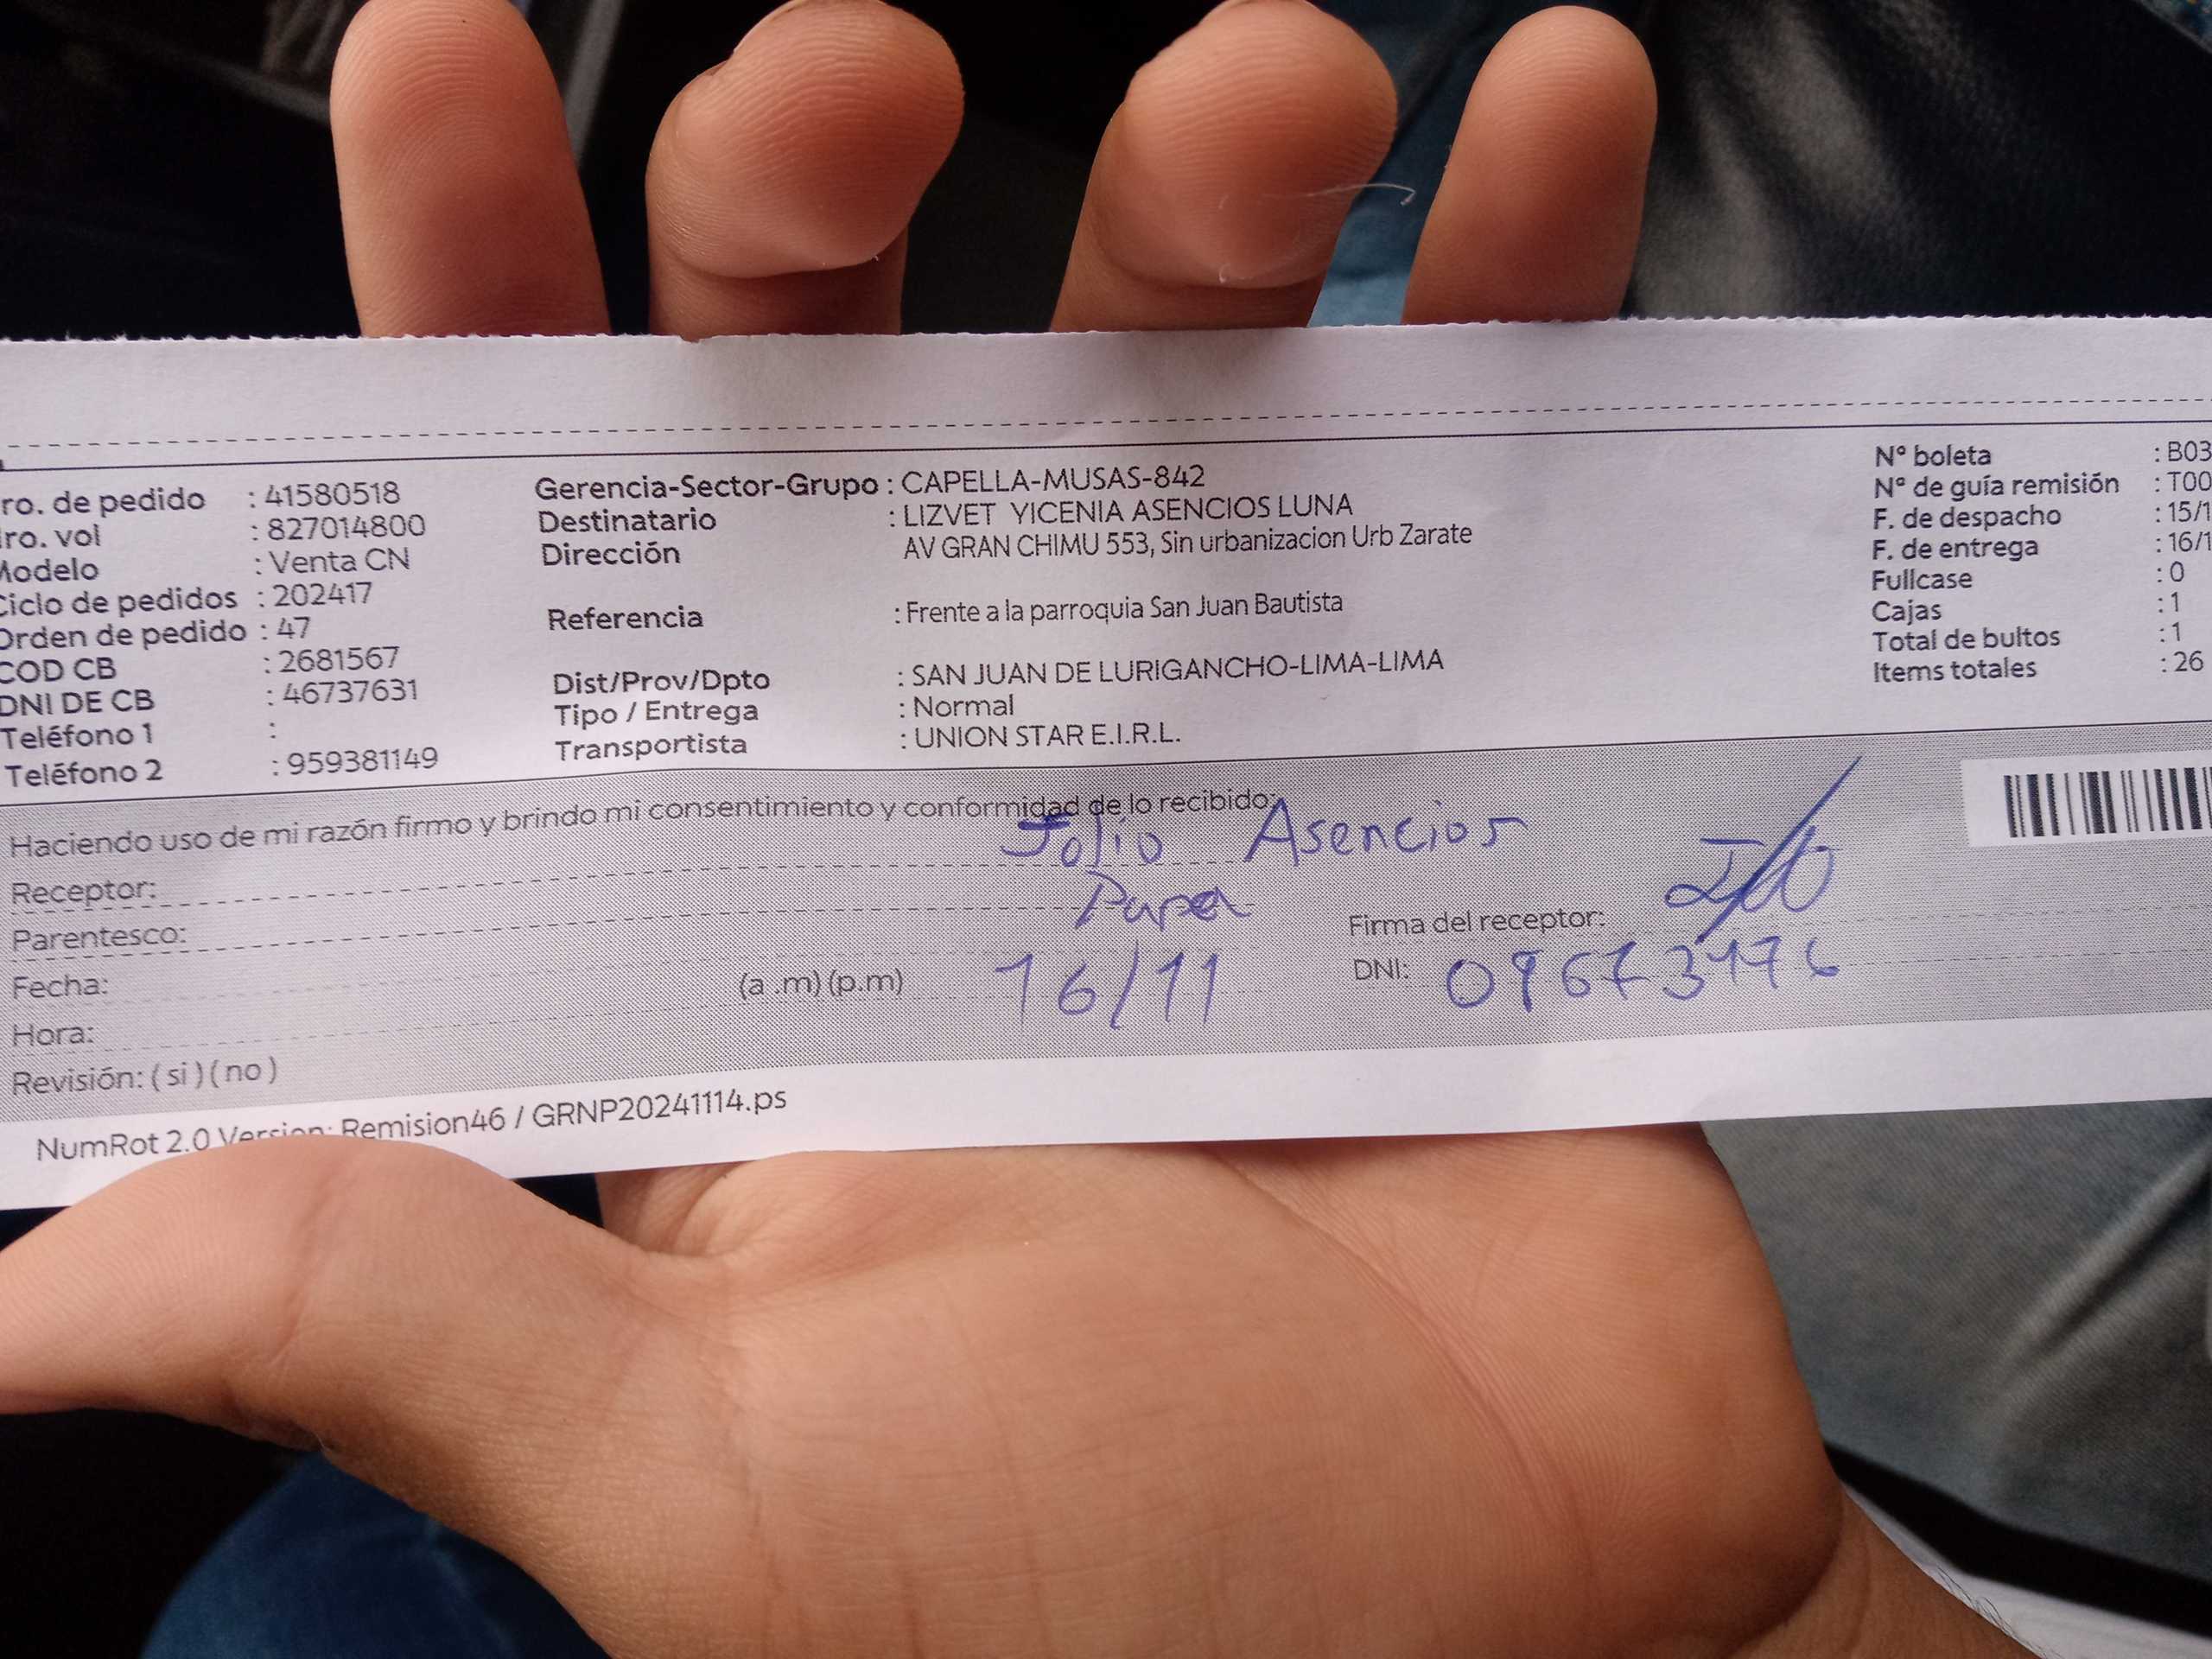 ro. de pedido : 41580518
ro. vol : 827014800
Modelo : Venta CN
Ciclo de pedidos : 202417
Orden de pedido : 47
COD CB : 2681567
DNI DE CB : 46737631
Teléfono 1 :
Teléfono 2 : 959381149
Gerencia-Sector-Grupo : CAPELLA-MUSAS-842
Destinatario : LIZVET YICENIA ASENCIOS LUNA
Dirección AV GRAN CHIMU 553, Sin urbanizacion Urb Zarate
Referencia : Frente a la parroquia San Juan Bautista
Dist/Prov/Dpto : SAN JUAN DE LURIGANCHO-LIMA-LIMA
Tipo / Entrega : Normal
Transportista : UNION STAR E.I.R.L.
Nº boleta : B03
Nº de guía remisión : T00
F. de despacho : 15/1
F. de entrega : 16/1
Fullcase : 0
Cajas : 1
Total de bultos : 1
Items totales : 26
Haciendo uso de mi razón firmo y brindo mi consentimiento y conformidad de lo recibido:
Receptor: Julio Asencios
Parentesco: Papa
Firma del receptor:
Fecha: 16/11
(a .m) (p.m)
DNI:
Hora:
Revisión: ( si ) ( no )
NumRot 2.0 Version: Remision46 / GRNP20241114.ps